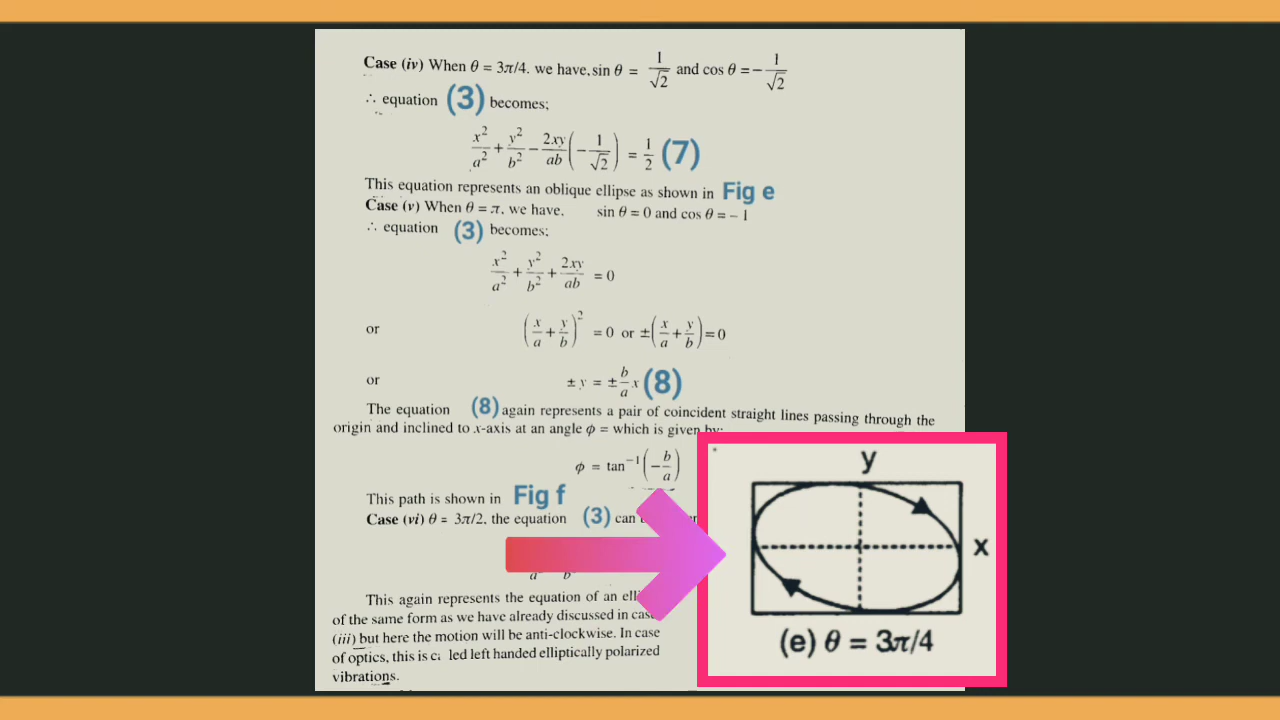 Case (iv) When θ = 3π/4. we have, sin θ = 1/√2 and cos θ = − 1/√2
∴ equation (3) becomes;
x²/a² + y²/b² − 2xy/ab (− 1/√2) = 1/2 (7)
This equation represents an oblique ellipse as shown in Fig e
Case (v) When θ = π, we have, sin θ = 0 and cos θ = − 1
∴ equation (3) becomes;
x²/a² + y²/b² + 2xy/ab = 0
or (x/a + y/b)² = 0 or ±(x/a + y/b) = 0
or ± y = ± b/a x (8)
The equation (8) again represents a pair of coincident straight lines passing through the
origin and inclined to x-axis at an angle φ = which is given by:
φ = tan⁻¹ (− b/a)
This path is shown in Fig f
Case (vi) θ = 3π/2, the equation (3) can
a b
This again represents the equation of an
of the same form as we have already discussed in case
(iii) but here the motion will be anti-clockwise. In case
of optics, this is led left handed elliptically polarized
vibrations.
y
x
(e) θ = 3π/4